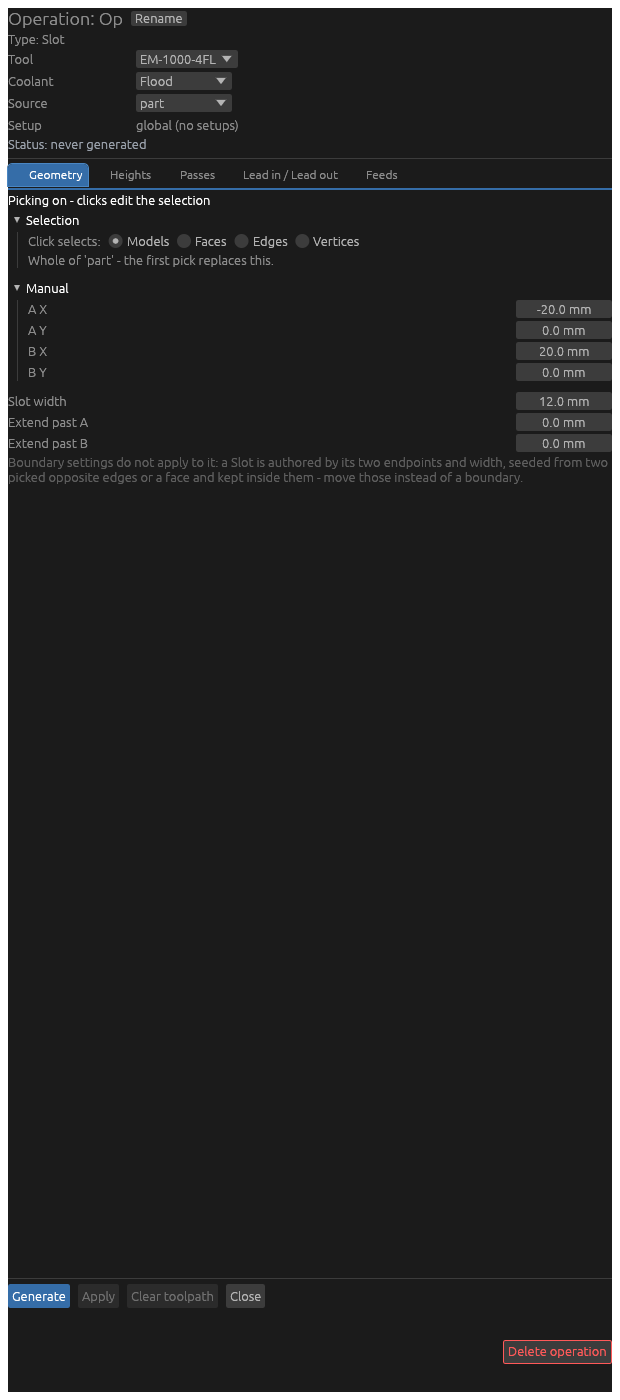 Operation: Op Rename
Type: Slot
Tool EM-1000-4FL
Coolant Flood
Source part
Setup global (no setups)
Status: never generated
Geometry Heights Passes Lead in / Lead out Feeds
Picking on - clicks edit the selection
Selection
Click selects: Models Faces Edges Vertices
Whole of 'part' - the first pick replaces this.
Manual
A X -20.0 mm
A Y 0.0 mm
B X 20.0 mm
B Y 0.0 mm
Slot width 12.0 mm
Extend past A 0.0 mm
Extend past B 0.0 mm
Boundary settings do not apply to it: a Slot is authored by its two endpoints and width, seeded from two
picked opposite edges or a face and kept inside them - move those instead of a boundary.
Generate Apply Clear toolpath Close
Delete operation